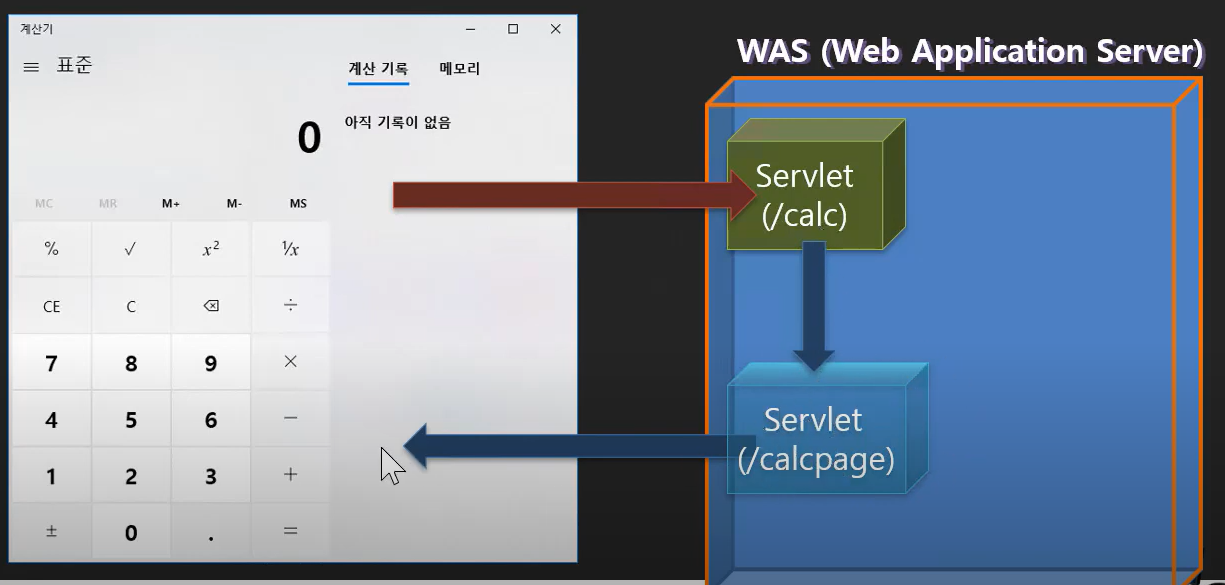 계산기
표준
계산 기록 메모리
0
아직 기록이 없음
MC MR M+ M- MS
% √ x² ¹/x
CE C ÷
7 8 9 ×
4 5 6 −
1 2 3 +
± 0 . =
WAS (Web Application Server)
Servlet
(/calc)
Servlet
(/calcpage)